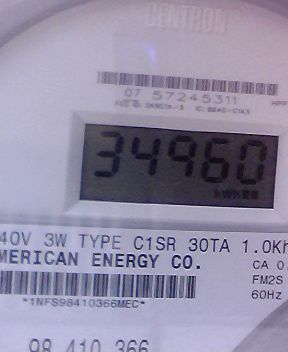 CENTRON
07 57245311
34960
40V 3W TYPE C1SR 30TA 1.0Kh
MERICAN ENERGY CO.
CA 0.
FM2S
60Hz
*1NFS98410366MEC*
98 410 366